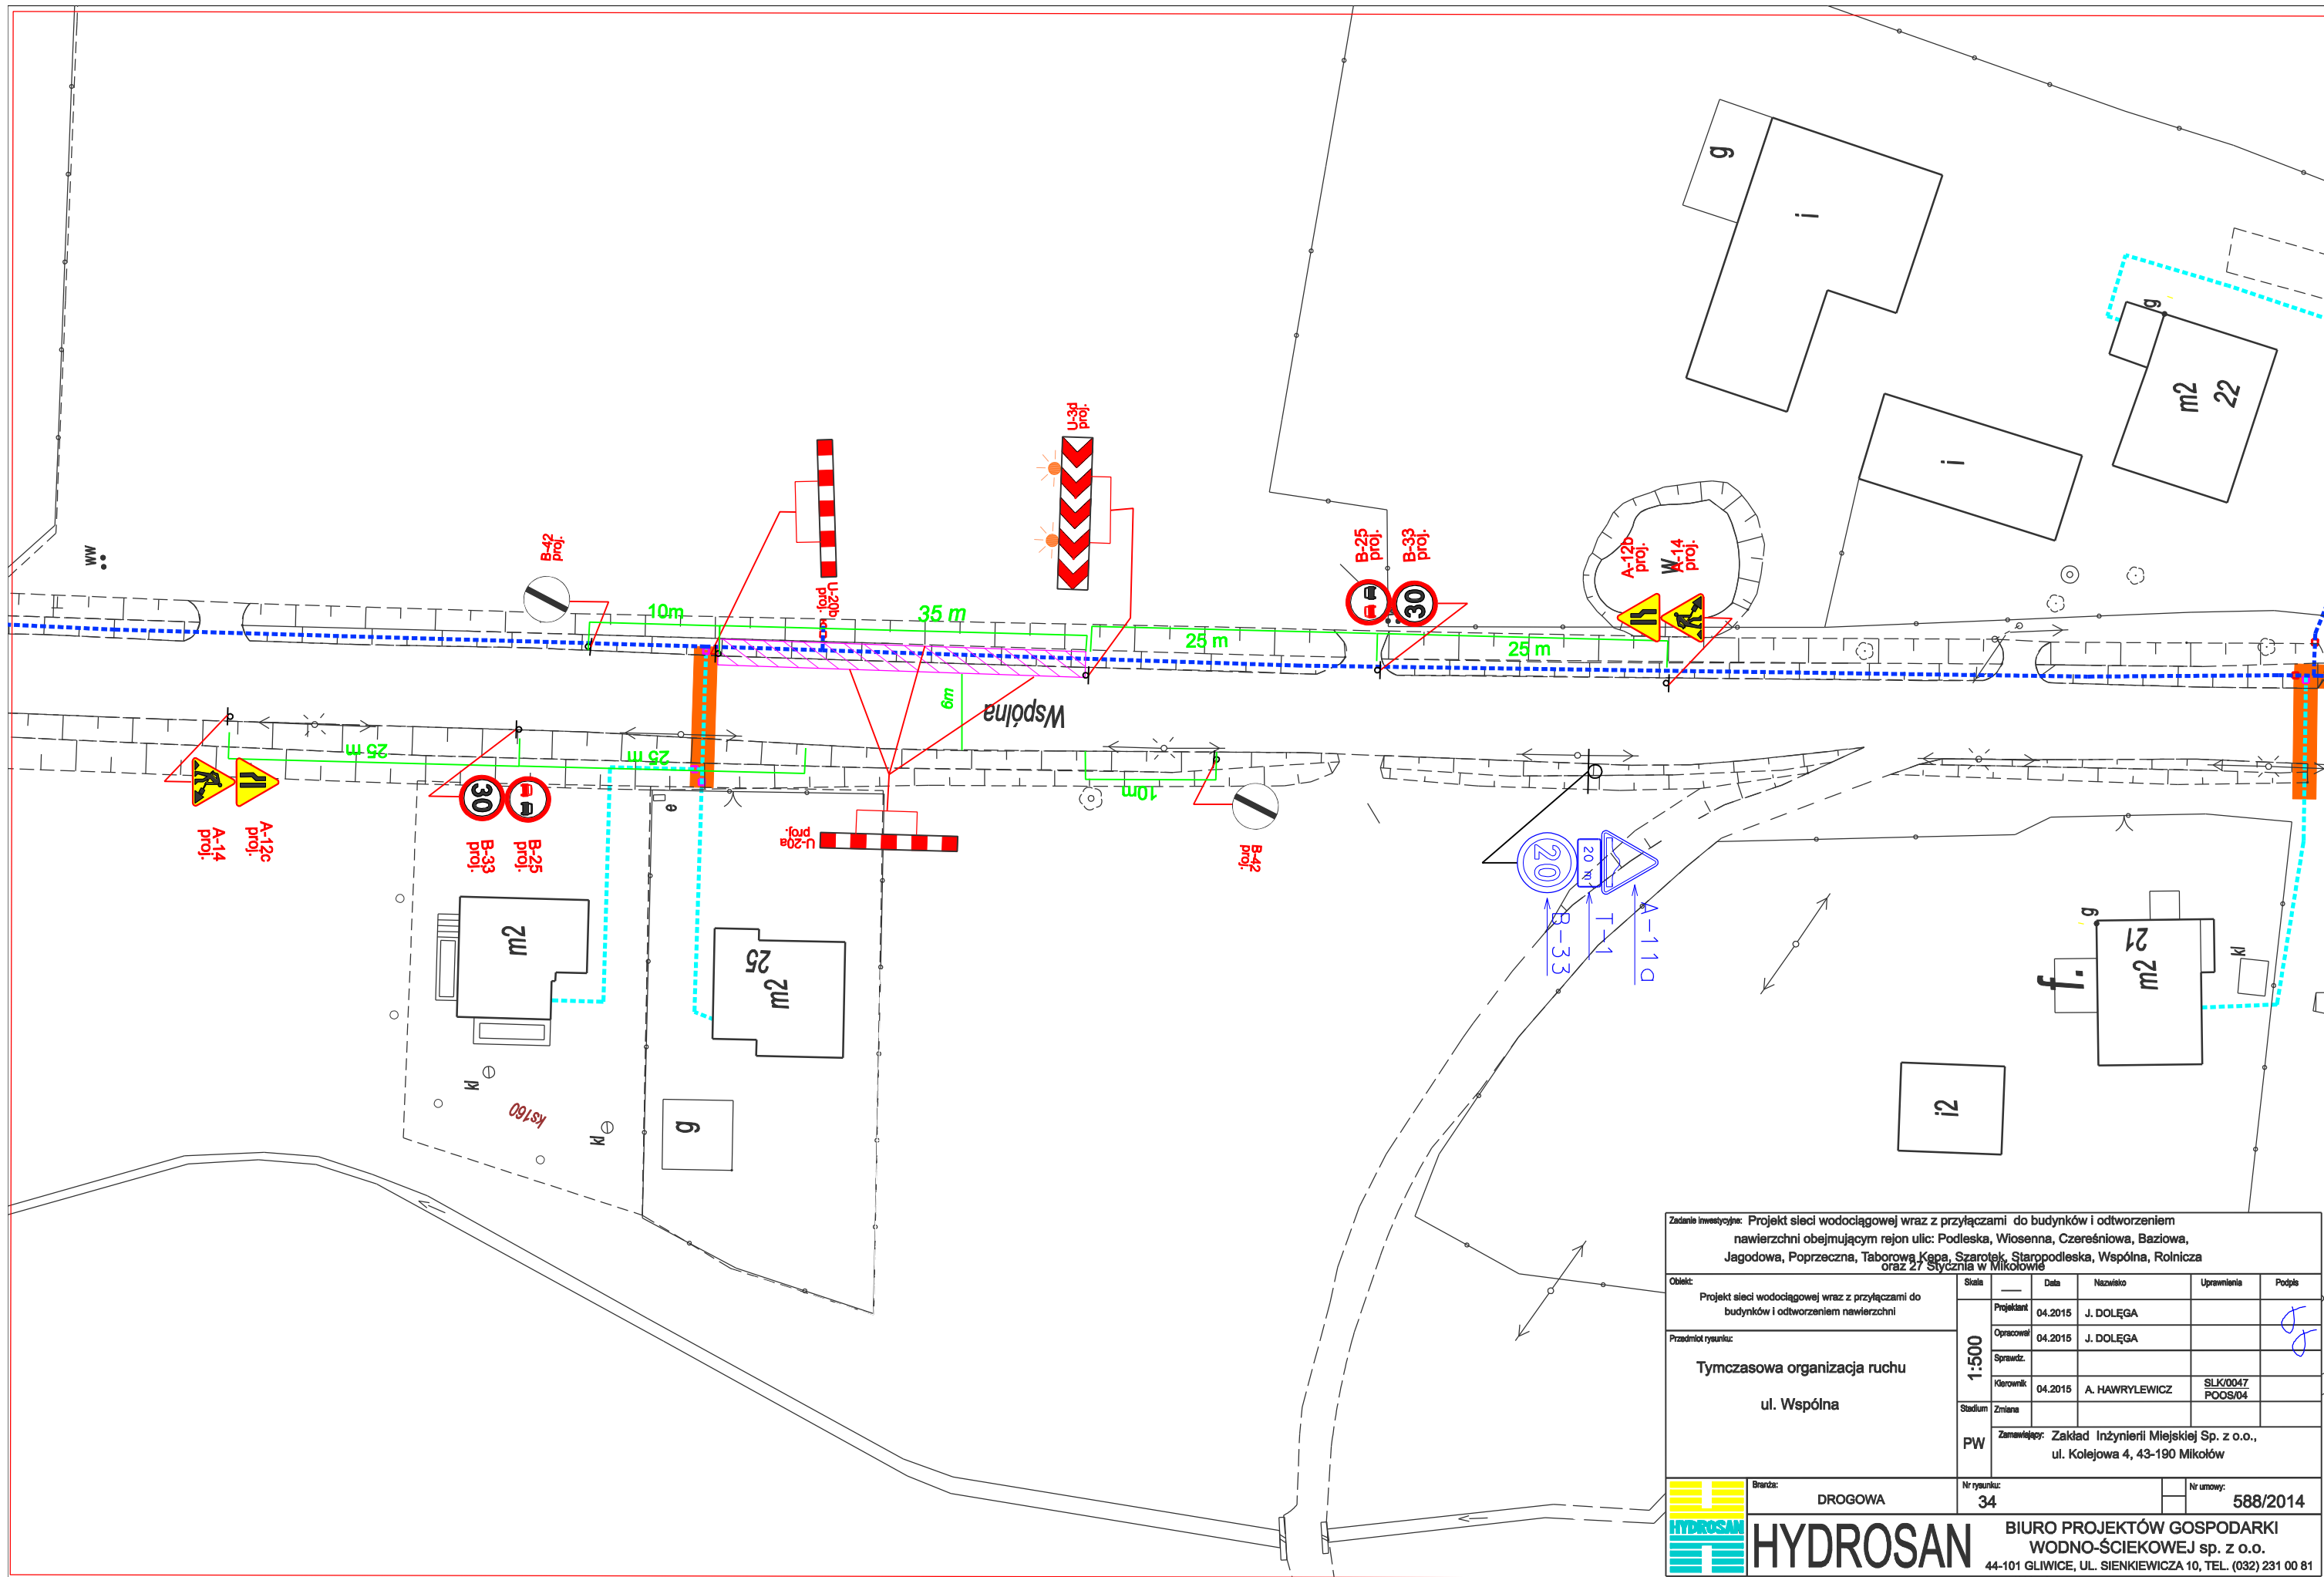 g
i
g
m2
22
i
U-3d
proj.
B-42
proj.
ww
B-25
proj.
B-33
proj.
A-12b
proj.
W
A-14
proj.
U-20b
proj.
10m
35 m
25 m
25 m
30
6m
Wspólna
25 m
25 m
10m
30
e
U-20a
proj.
B-42
proj.
A-14
proj.
A-12c
proj.
B-33
proj.
B-25
proj.
20
20 m
B-33
T-1
A-11a
m2
25
m2
g
21
m2
f.
kl
kl
ks160
kl
g
i2
Zadanie inwestycyjne: Projekt sieci wodociągowej wraz z przyłączami do budynków i odtworzeniem
nawierzchni obejmującym rejon ulic: Podleska, Wiosenna, Czereśniowa, Baziowa,
Jagodowa, Poprzeczna, Taborowa Kępa, Szarotek, Staropodleska, Wspólna, Rolnicza
oraz 27 Stycznia w Mikołowie
Obiekt:
Projekt sieci wodociągowej wraz z przyłączami do
budynków i odtworzeniem nawierzchni
Skala
Data
Nazwisko
Uprawnienia
Podpis
1:500
Projektant 04.2015 J. DOLĘGA
Opracował 04.2015 J. DOLĘGA
Sprawdz.
Kierownik 04.2015 A. HAWRYLEWICZ SLK/0047
POOS/04
Przedmiot rysunku:
Tymczasowa organizacja ruchu
ul. Wspólna
Stadium
Zmiana
PW
Zamawiający: Zakład Inżynierii Miejskiej Sp. z o.o.,
ul. Kolejowa 4, 43-190 Mikołów
Branża:
DROGOWA
Nr rysunku:
34
Nr umowy:
588/2014
HYDROSAN
HYDROSAN
BIURO PROJEKTÓW GOSPODARKI
WODNO-ŚCIEKOWEJ sp. z o.o.
44-101 GLIWICE, UL. SIENKIEWICZA 10, TEL. (032) 231 00 81